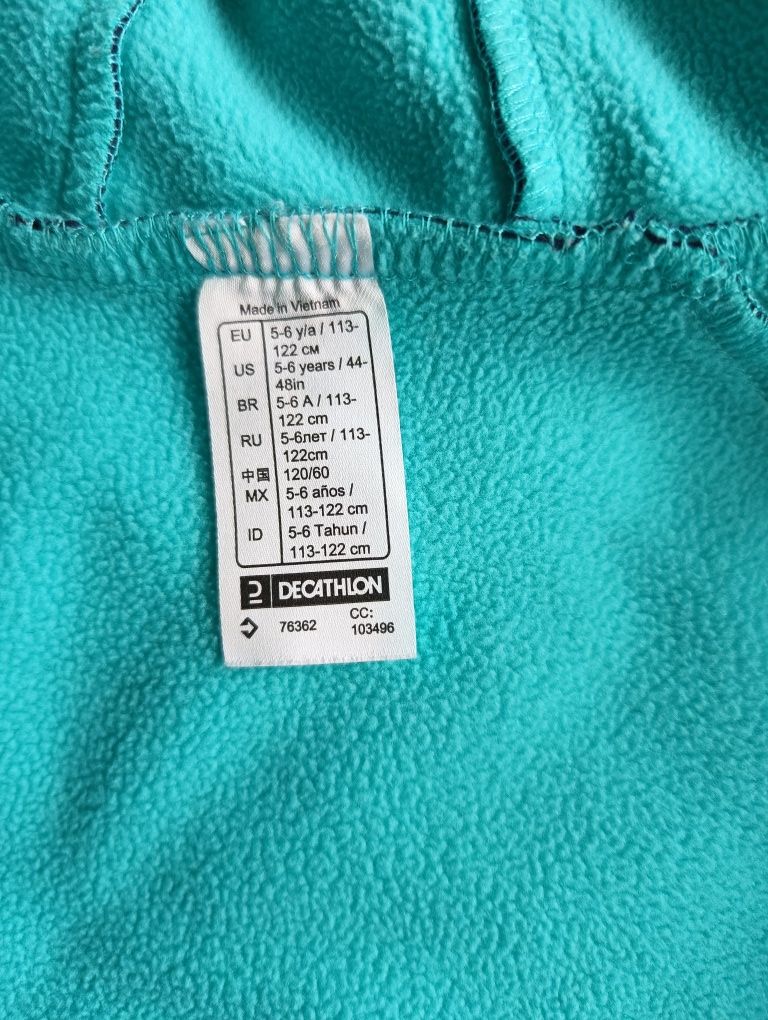 Made in Vietnam
EU 5-6 y/a / 113-
122 см
US 5-6 years / 44-
48in
BR 5-6 A / 113-
122 cm
RU 5-6лет / 113-
122cm
中国 120/60
MX 5-6 años /
113-122 cm
ID 5-6 Tahun /
113-122 cm
DECATHLON
CC:
76362 103496